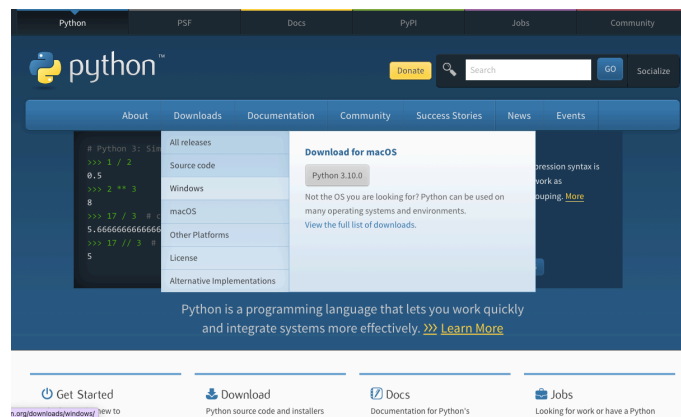 Python
PSF
Docs
PyPI
Jobs
Community
python™
Donate
Search
GO
Socialize
About
Downloads
Documentation
Community
Success Stories
News
Events
# Python 3: Sim
>>> 1 / 2
0.5
>>> 2 ** 3
8
>>> 17 / 3 # c
5.666666666666
>>> 17 // 3 #
5
All releases
Source code
Windows
macOS
Other Platforms
License
Alternative Implementations
Download for macOS
Python 3.10.0
Not the OS you are looking for? Python can be used on
many operating systems and environments.
View the full list of downloads.
pression syntax is
work as
ouping. More
Python is a programming language that lets you work quickly
and integrate systems more effectively. >>> Learn More
Get Started
new to
n.org/downloads/windows/
Download
Python source code and installers
Docs
Documentation for Python's
Jobs
Looking for work or have a Python